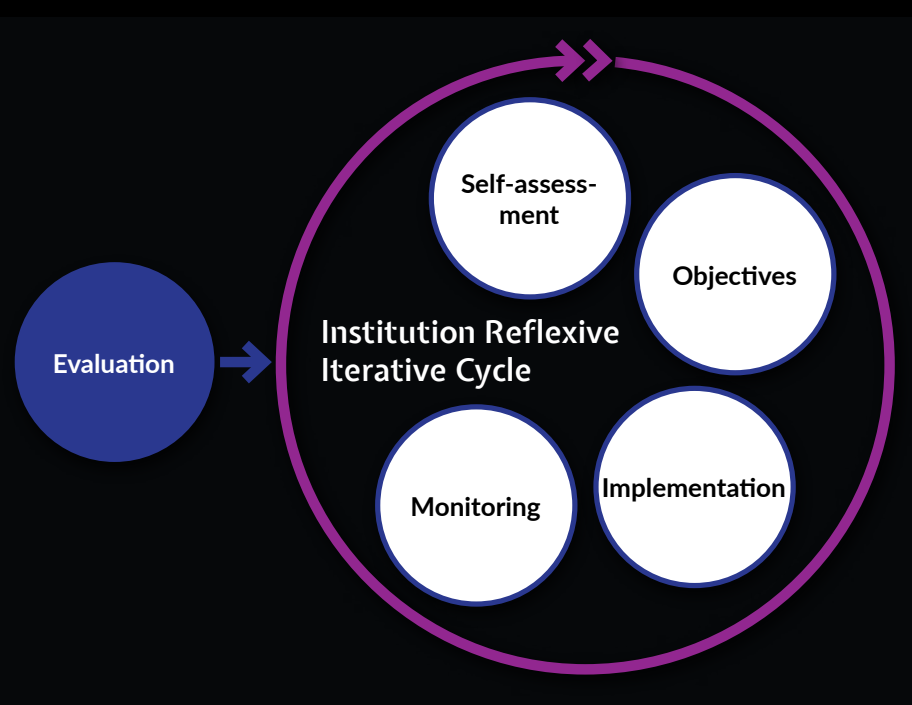 Self-assess-
ment
Objectives
Institution Reflexive
Iterative Cycle
Evaluation
Implementation
Monitoring